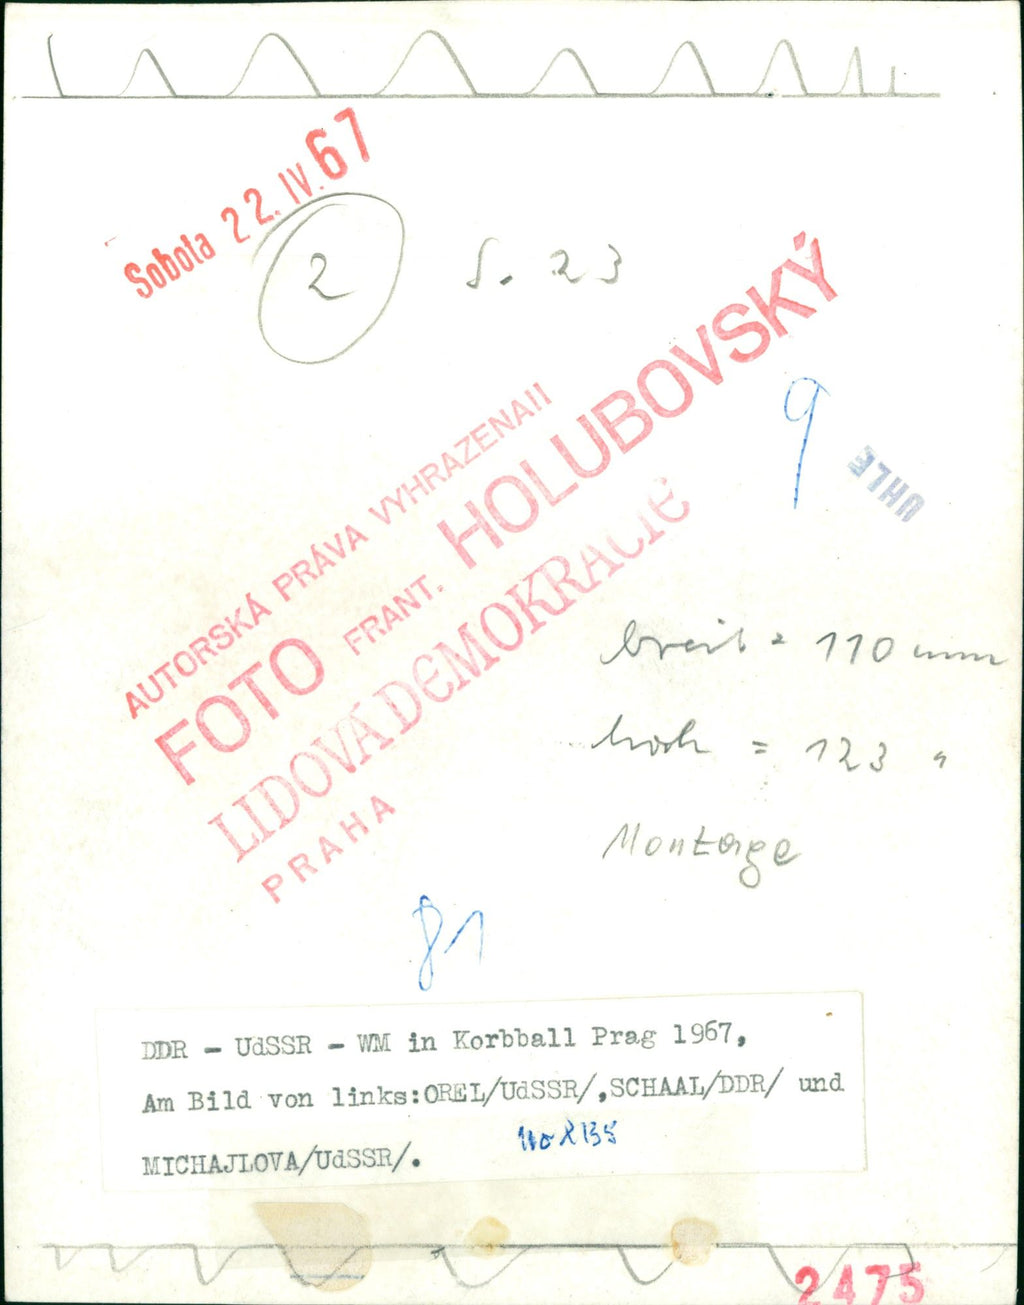 Sobota 22. IV. 67
2 S. 23
9
UHLE
AUTORSKÁ PRÁVA VYHRAZENA!!
FOTO FRANT. HOLUBOVSKÝ
LIDOVÁ DEMOKRACIE
PRAHA
breit = 110 mm
hoch = 123 "
Montage
81
DDR - UdSSR - WM in Korbball Prag 1967,
Am Bild von links:OREL/UdSSR/,SCHAAL/DDR/ und
MICHAJLOVA/UdSSR/.
110 x 135
2475